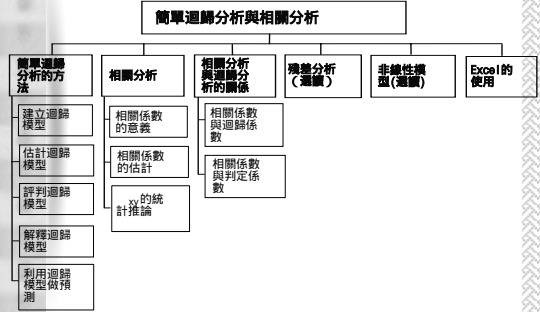 簡單迴歸分析與相關分析
簡單迴歸
分析的方
法
相關分析
相關分析
與迴歸分
析的關係
殘差分析
(選讀)
非線性模
型(選讀)
Excel的
使用
建立迴歸
模型
估計迴歸
模型
評判迴歸
模型
解釋迴歸
模型
利用迴歸
模型做預
測
相關係數
的意義
相關係數
的估計
xy的統
計推論
相關係數
與迴歸係
數
相關係數
與判定係
數